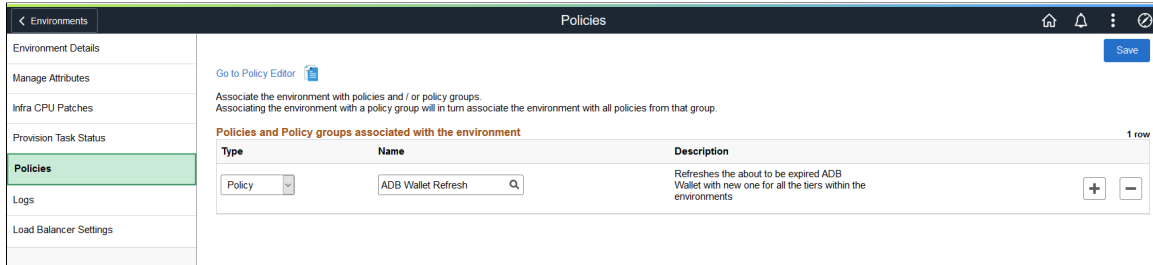 Environments
Policies
Environment Details
Manage Attributes
Infra CPU Patches
Provision Task Status
Policies
Logs
Load Balancer Settings
Save
Go to Policy Editor
Associate the environment with policies and / or policy groups.
Associating the environment with a policy group will in turn associate the environment with all policies from that group.
Policies and Policy groups associated with the environment
1 row
Type Name Description
Policy ADB Wallet Refresh
Refreshes the about to be expired ADB
Wallet with new one for all the tiers within the
environments